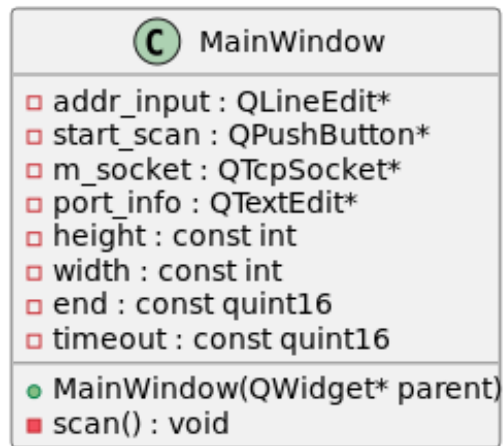 C MainWindow
addr_input : QLineEdit*
start_scan : QPushButton*
m_socket : QTcpSocket*
port_info : QTextEdit*
height : const int
width : const int
end : const quint16
timeout : const quint16
MainWindow(QWidget* parent)
scan() : void